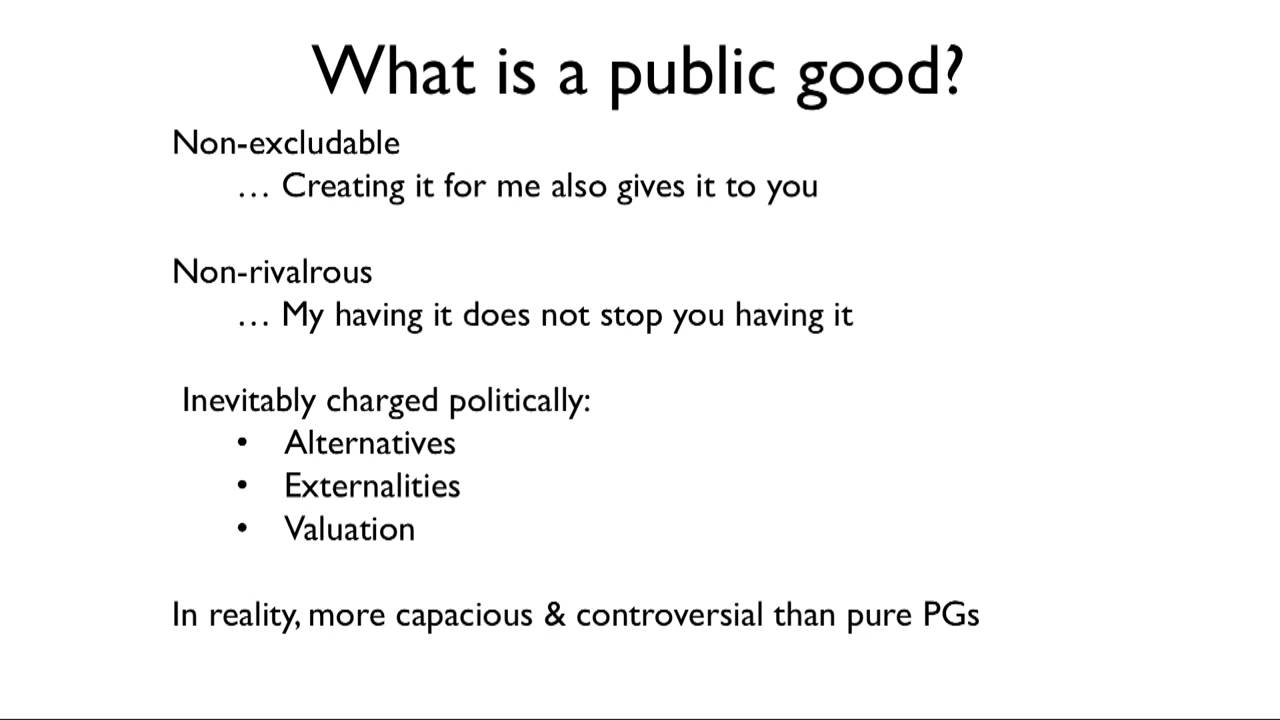 What is a public good?
Non-excludable
… Creating it for me also gives it to you
Non-rivalrous
… My having it does not stop you having it
Inevitably charged politically:
• Alternatives
• Externalities
• Valuation
In reality, more capacious & controversial than pure PGs